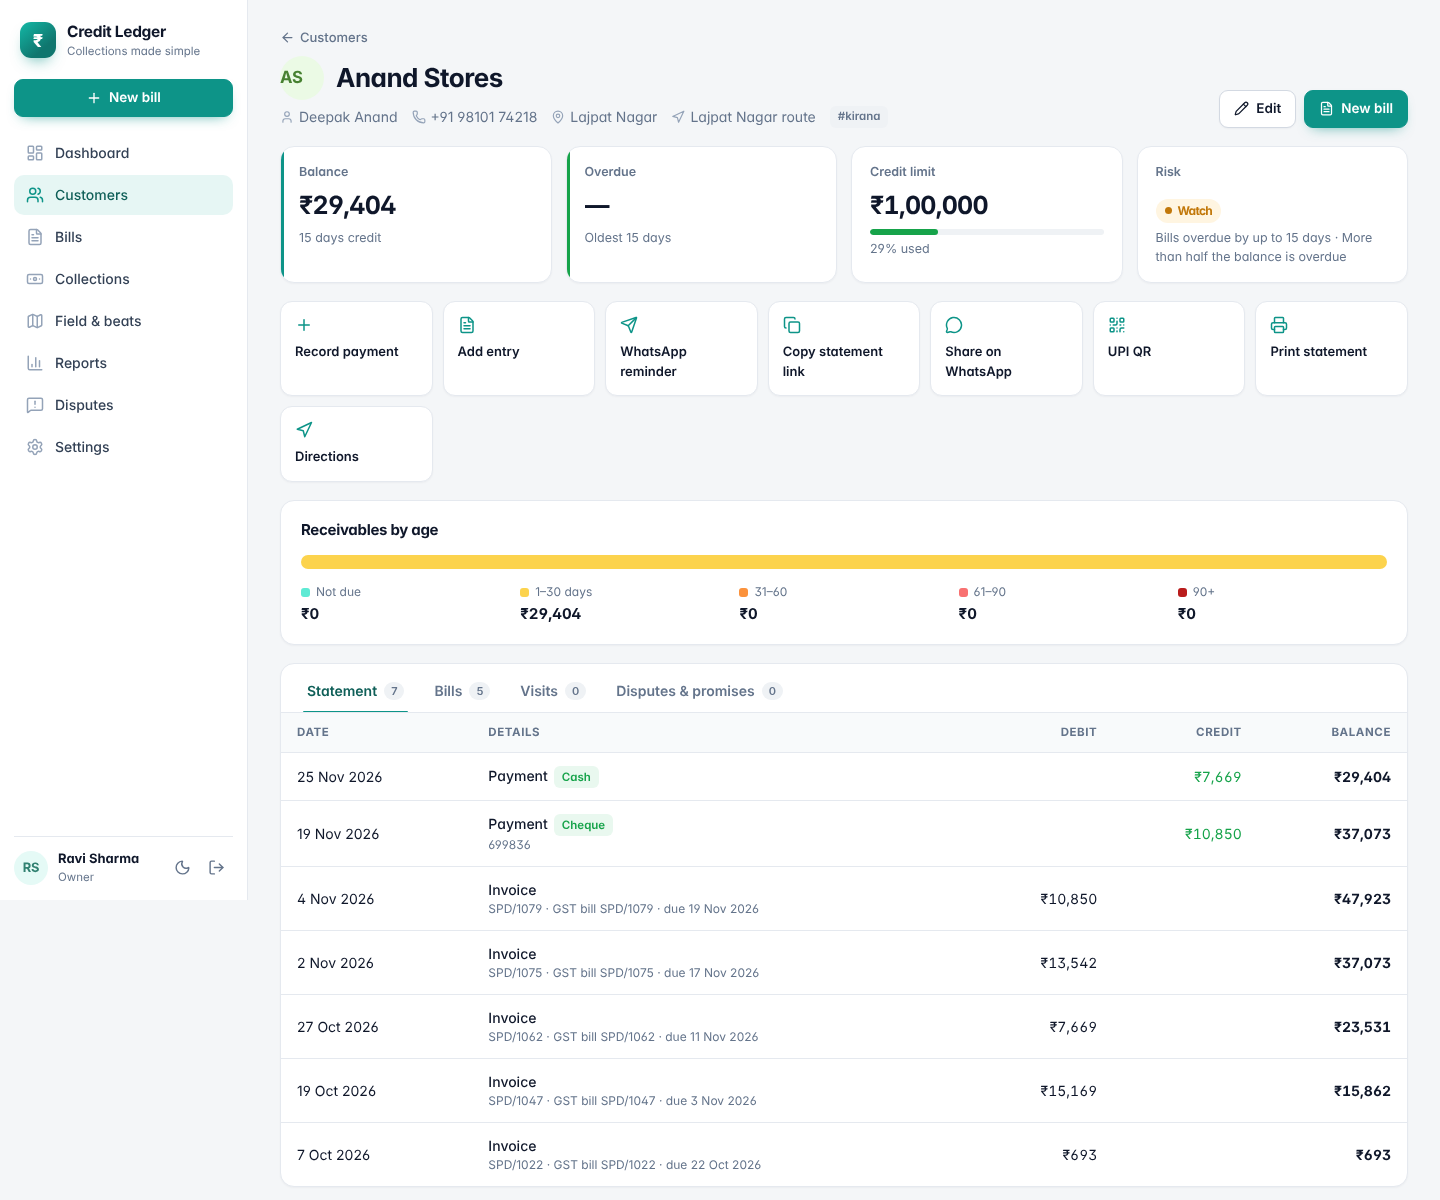 ₹
Credit Ledger
Collections made simple
New bill
Dashboard
Customers
Bills
Collections
Field & beats
Reports
Disputes
Settings
RS
Ravi Sharma
Owner
Customers
AS
Anand Stores
Deepak Anand +91 98101 74218 Lajpat Nagar Lajpat Nagar route #kirana
Edit
New bill
Balance
₹29,404
15 days credit
Overdue
—
Oldest 15 days
Credit limit
₹1,00,000
29% used
Risk
Watch
Bills overdue by up to 15 days · More
than half the balance is overdue
Record payment
Add entry
WhatsApp
reminder
Copy statement
link
Share on
WhatsApp
UPI QR
Print statement
Directions
Receivables by age
Not due
₹0
1–30 days
₹29,404
31–60
₹0
61–90
₹0
90+
₹0
Statement 7 Bills 5 Visits 0 Disputes & promises 0
DATE DETAILS DEBIT CREDIT BALANCE
25 Nov 2026 Payment Cash ₹7,669 ₹29,404
19 Nov 2026 Payment Cheque ₹10,850 ₹37,073
699836
4 Nov 2026 Invoice ₹10,850 ₹47,923
SPD/1079 · GST bill SPD/1079 · due 19 Nov 2026
2 Nov 2026 Invoice ₹13,542 ₹37,073
SPD/1075 · GST bill SPD/1075 · due 17 Nov 2026
27 Oct 2026 Invoice ₹7,669 ₹23,531
SPD/1062 · GST bill SPD/1062 · due 11 Nov 2026
19 Oct 2026 Invoice ₹15,169 ₹15,862
SPD/1047 · GST bill SPD/1047 · due 3 Nov 2026
7 Oct 2026 Invoice ₹693 ₹693
SPD/1022 · GST bill SPD/1022 · due 22 Oct 2026